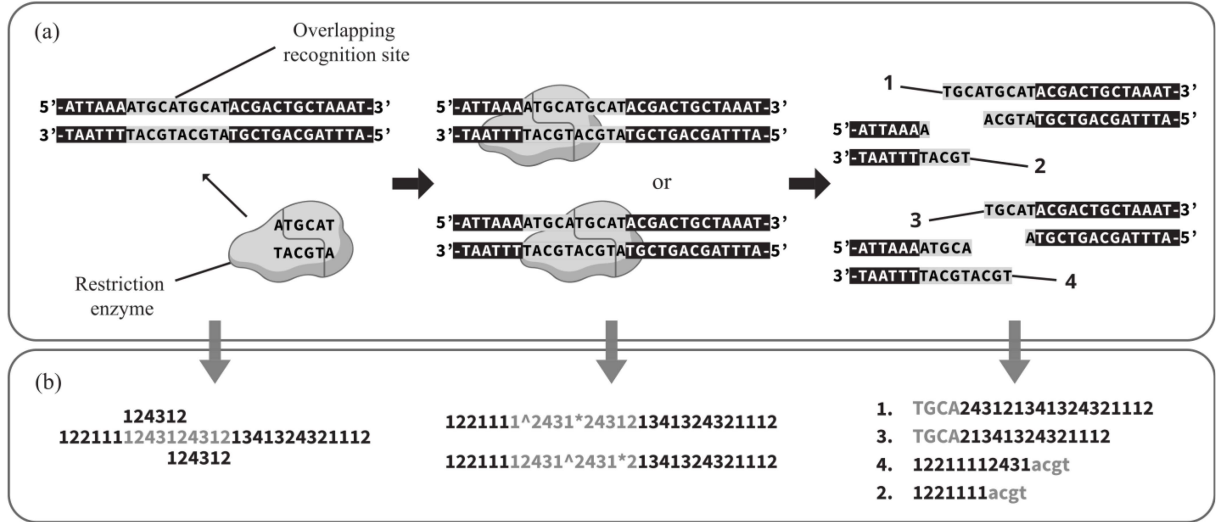 (a)
Overlapping
recognition site
5’-ATTAAAATGCATGCATACGACTGCTAAAT-3’
3’-TAATTTTACGTACGTATGCTGACGATTTA-5’
ATGCAT
TACGTA
Restriction
enzyme
5’-ATTAAAATGCATGCATACGACTGCTAAAT-3’
3’-TAATTTTACGTACGTATGCTGACGATTTA-5’
or
5’-ATTAAAATGCATGCATACGACTGCTAAAT-3’
3’-TAATTTTACGTACGTATGCTGACGATTTA-5’
1
TGCATGCATACGACTGCTAAAT-3’
ACGTATGCTGACGATTTA-5’
5’-ATTAAAA
3’-TAATTTTACGT
2
3
TGCATACGACTGCTAAAT-3’
ATGCTGACGATTTA-5’
5’-ATTAAAATGCA
3’-TAATTTTACGTACGT
4
(b)
124312
12211112431243121341324321112
124312
1221111^2431*243121341324321112
12211112431^2431*21341324321112
1. TGCA243121341324321112
3. TGCA21341324321112
4. 12211112431acgt
2. 1221111acgt